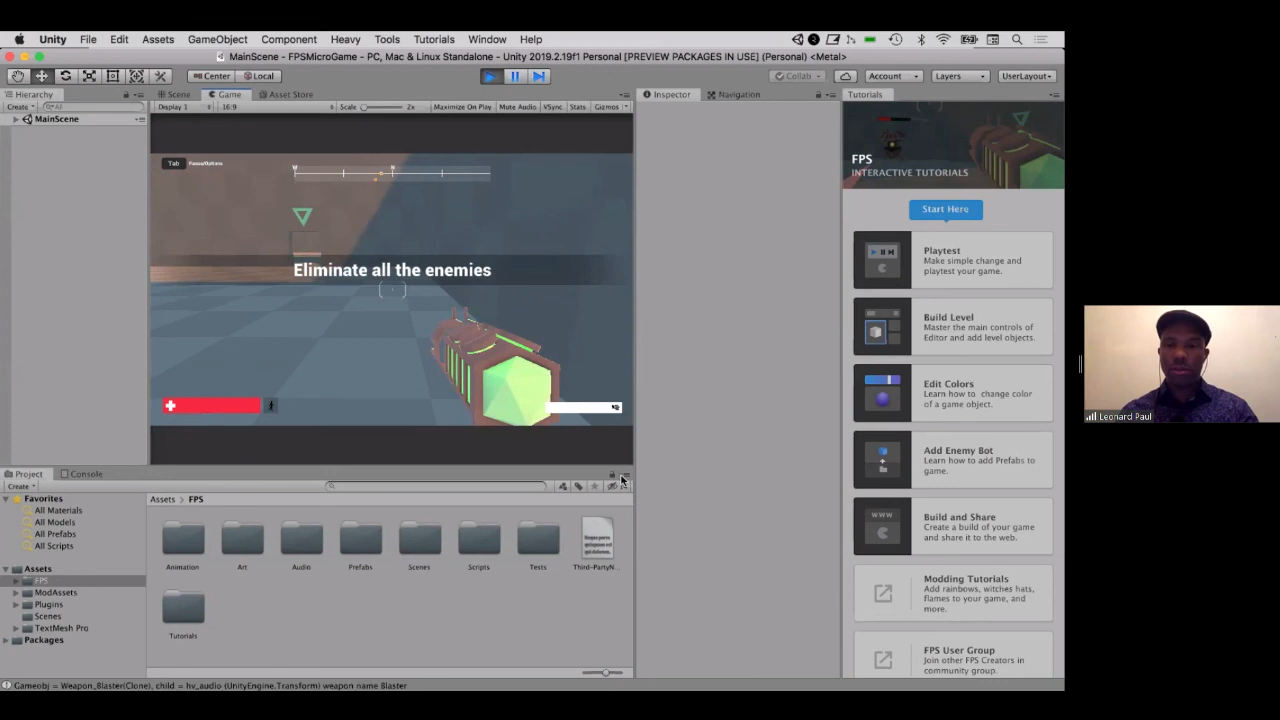 Unity File Edit Assets GameObject Component Heavy Tools Tutorials Window Help
MainScene - FPSMicroGame - PC, Mac & Linux Standalone - Unity 2019.2.19f1 Personal [PREVIEW PACKAGES IN USE] (Personal) <Metal>
Center Local Collab Account Layers UserLayout
Hierarchy Scene Game Asset Store Inspector Navigation Tutorials
Create All Display 1 16:9 Scale 2x Maximize On Play Mute Audio VSync Stats Gizmos
MainScene
Tab Pause/Options
W N
Eliminate all the enemies
FPS
INTERACTIVE TUTORIALS
Start Here
Playtest
Make simple change and
playtest your game.
Build Level
Master the main controls of
Editor and add level objects.
Edit Colors
Learn how to change color
of a game object.
Add Enemy Bot
Learn how to add Prefabs to
game.
WWW
Build and Share
Create a build of your game
and share it to the web.
Modding Tutorials
Add rainbows, witches hats,
flames to your game, and
more.
FPS User Group
Join other FPS Creators in
community group.
Leonard Paul
Project Console
Create
Favorites
All Materials
All Models
All Prefabs
All Scripts
Assets
FPS
ModAssets
Plugins
Scenes
TextMesh Pro
Packages
Assets > FPS
Animation Art Audio Prefabs Scenes Scripts Tests Third-PartyN...
Tutorials
Gameobj = Weapon_Blaster(Clone), child = hv_audio (UnityEngine.Transform) weapon name Blaster